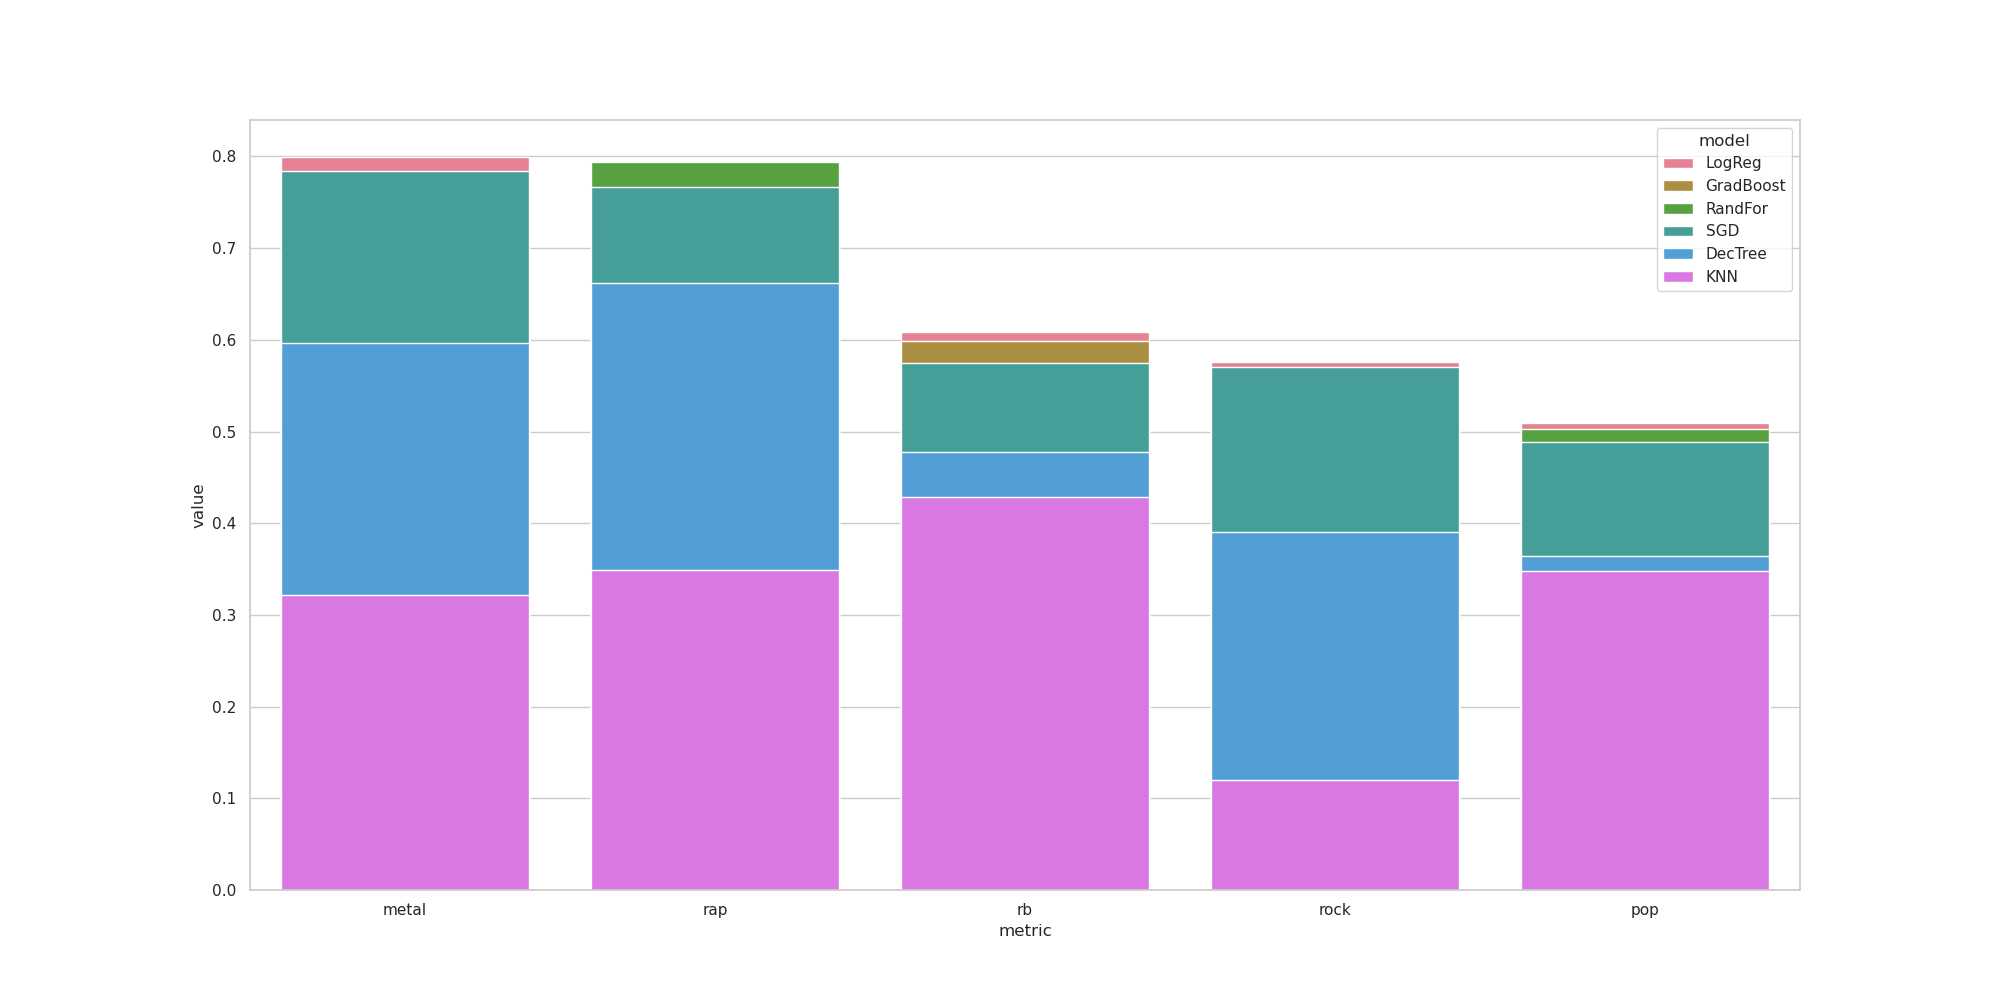 model
LogReg
GradBoost
RandFor
SGD
DecTree
KNN
0.8
0.7
0.6
0.5
0.4
0.3
0.2
0.1
0.0
value
metal rap rb rock pop
metric